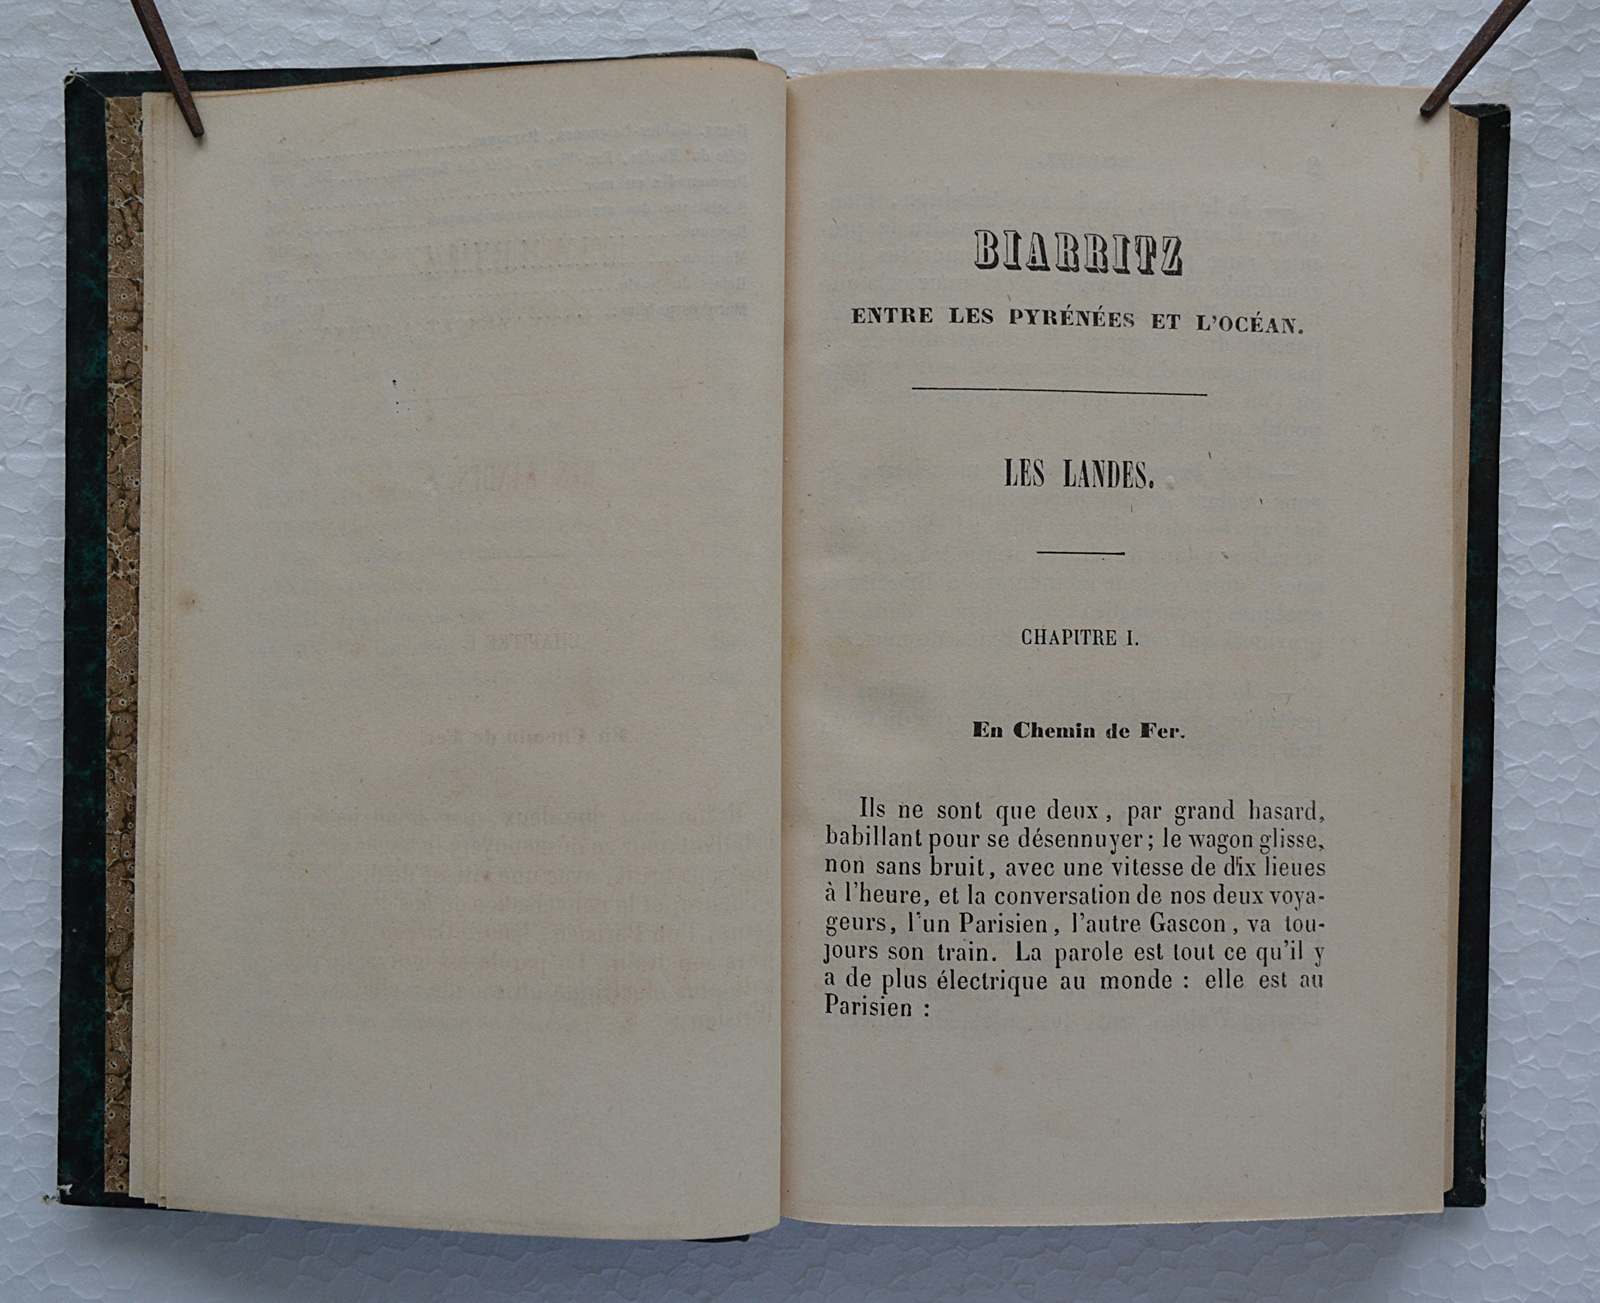 BIARRITZ
ENTRE LES PYRÉNÉES ET L'OCÉAN.
LES LANDES.
CHAPITRE I.
En Chemin de Fer.
Ils ne sont que deux, par grand hasard,
babillant pour se désennuyer; le wagon glisse,
non sans bruit, avec une vitesse de dix lieues
à l'heure, et la conversation de nos deux voya-
geurs, l'un Parisien, l'autre Gascon, va tou-
jours son train. La parole est tout ce qu'il y
a de plus électrique au monde : elle est au
Parisien :